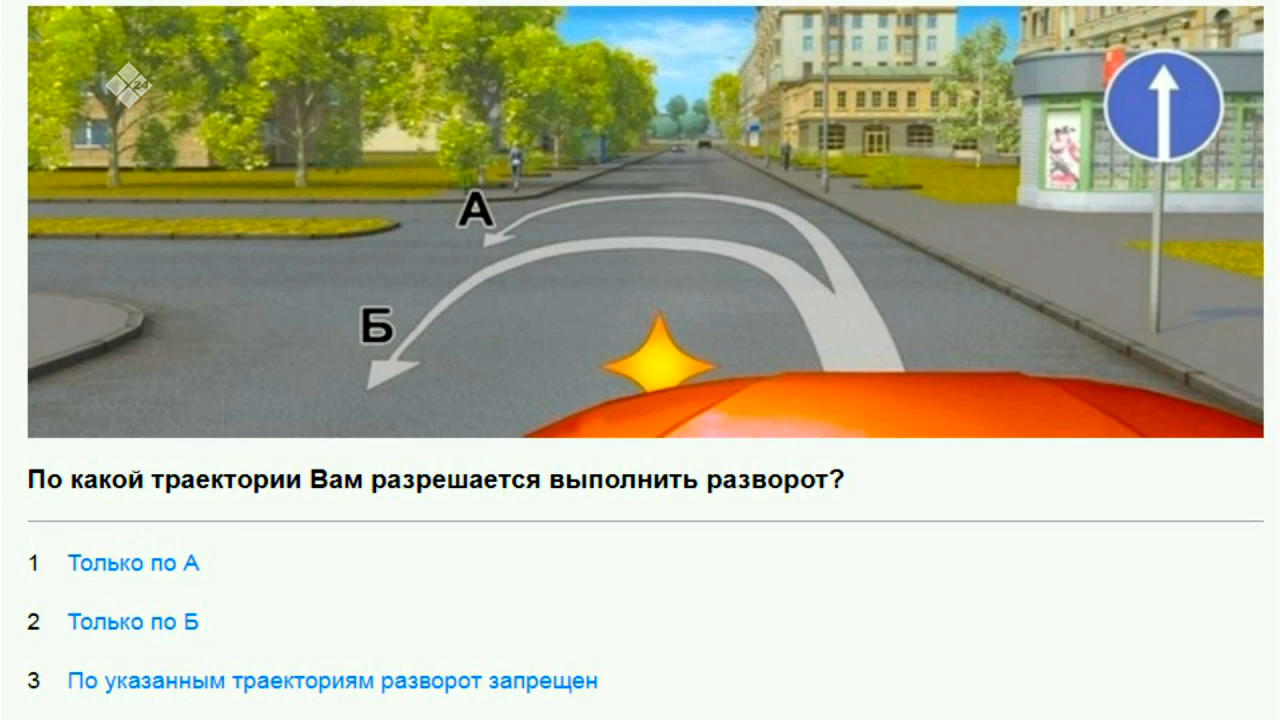 24
А
Б
По какой траектории Вам разрешается выполнить разворот?
1 Только по А
2 Только по Б
3 По указанным траекториям разворот запрещен